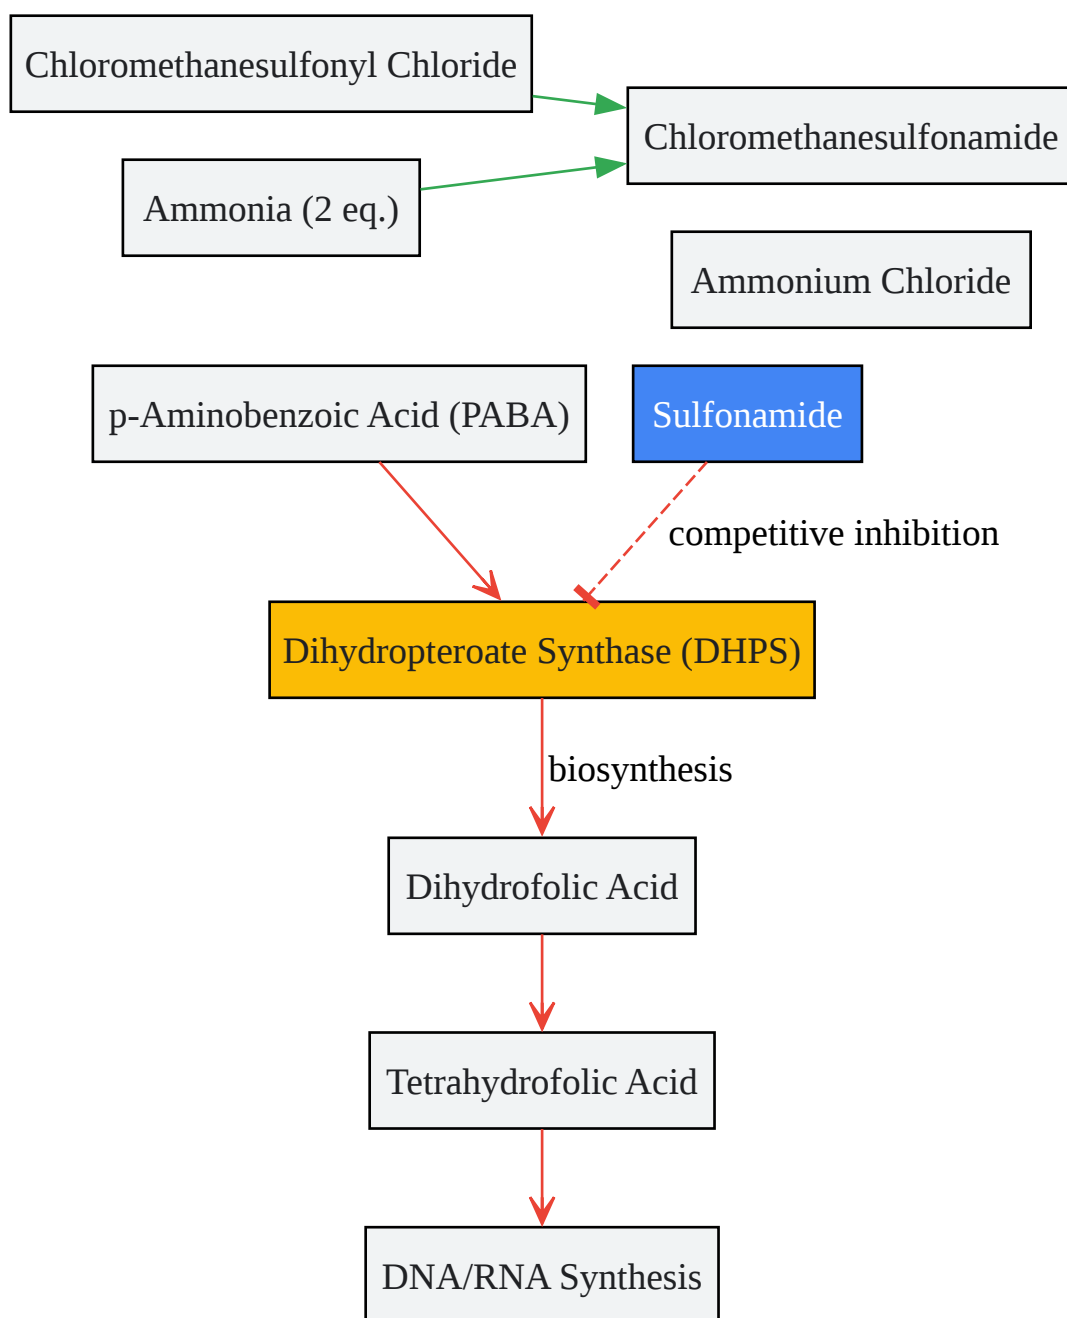 Chloromethanesulfonyl Chloride
Chloromethanesulfonamide
Ammonia (2 eq.)
Ammonium Chloride
p-Aminobenzoic Acid (PABA)
Sulfonamide
competitive inhibition
Dihydropteroate Synthase (DHPS)
biosynthesis
Dihydrofolic Acid
Tetrahydrofolic Acid
DNA/RNA Synthesis